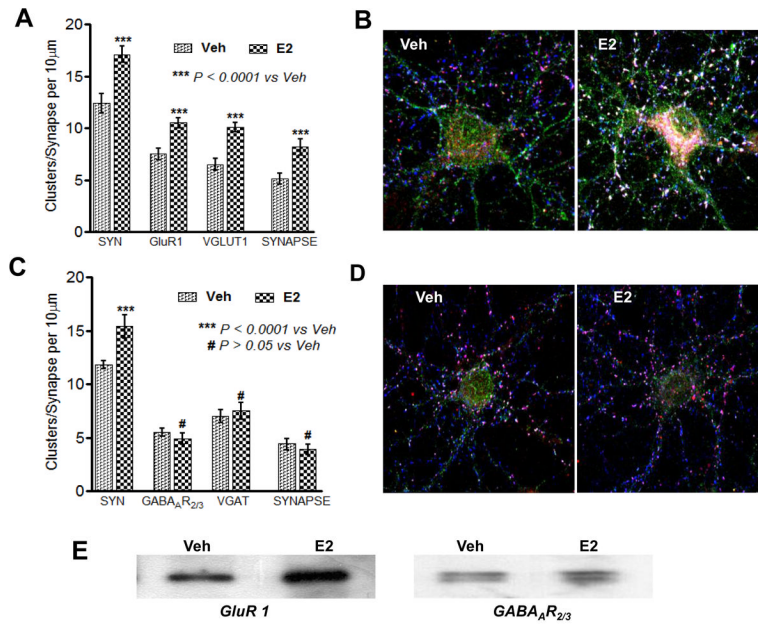 A
Clusters/Synapse per 10μm
20
15
10
5
0
Veh E2
*** P < 0.0001 vs Veh
***
***
***
***
SYN GluR1 VGLUT1 SYNAPSE
B
Veh E2
C
Clusters/Synapse per 10μm
20
15
10
5
0
Veh E2
*** P < 0.0001 vs Veh
# P > 0.05 vs Veh
***
#
#
#
SYN GABAAR2/3 VGAT SYNAPSE
D
Veh E2
E
Veh E2
GluR 1
Veh E2
GABAAR2/3